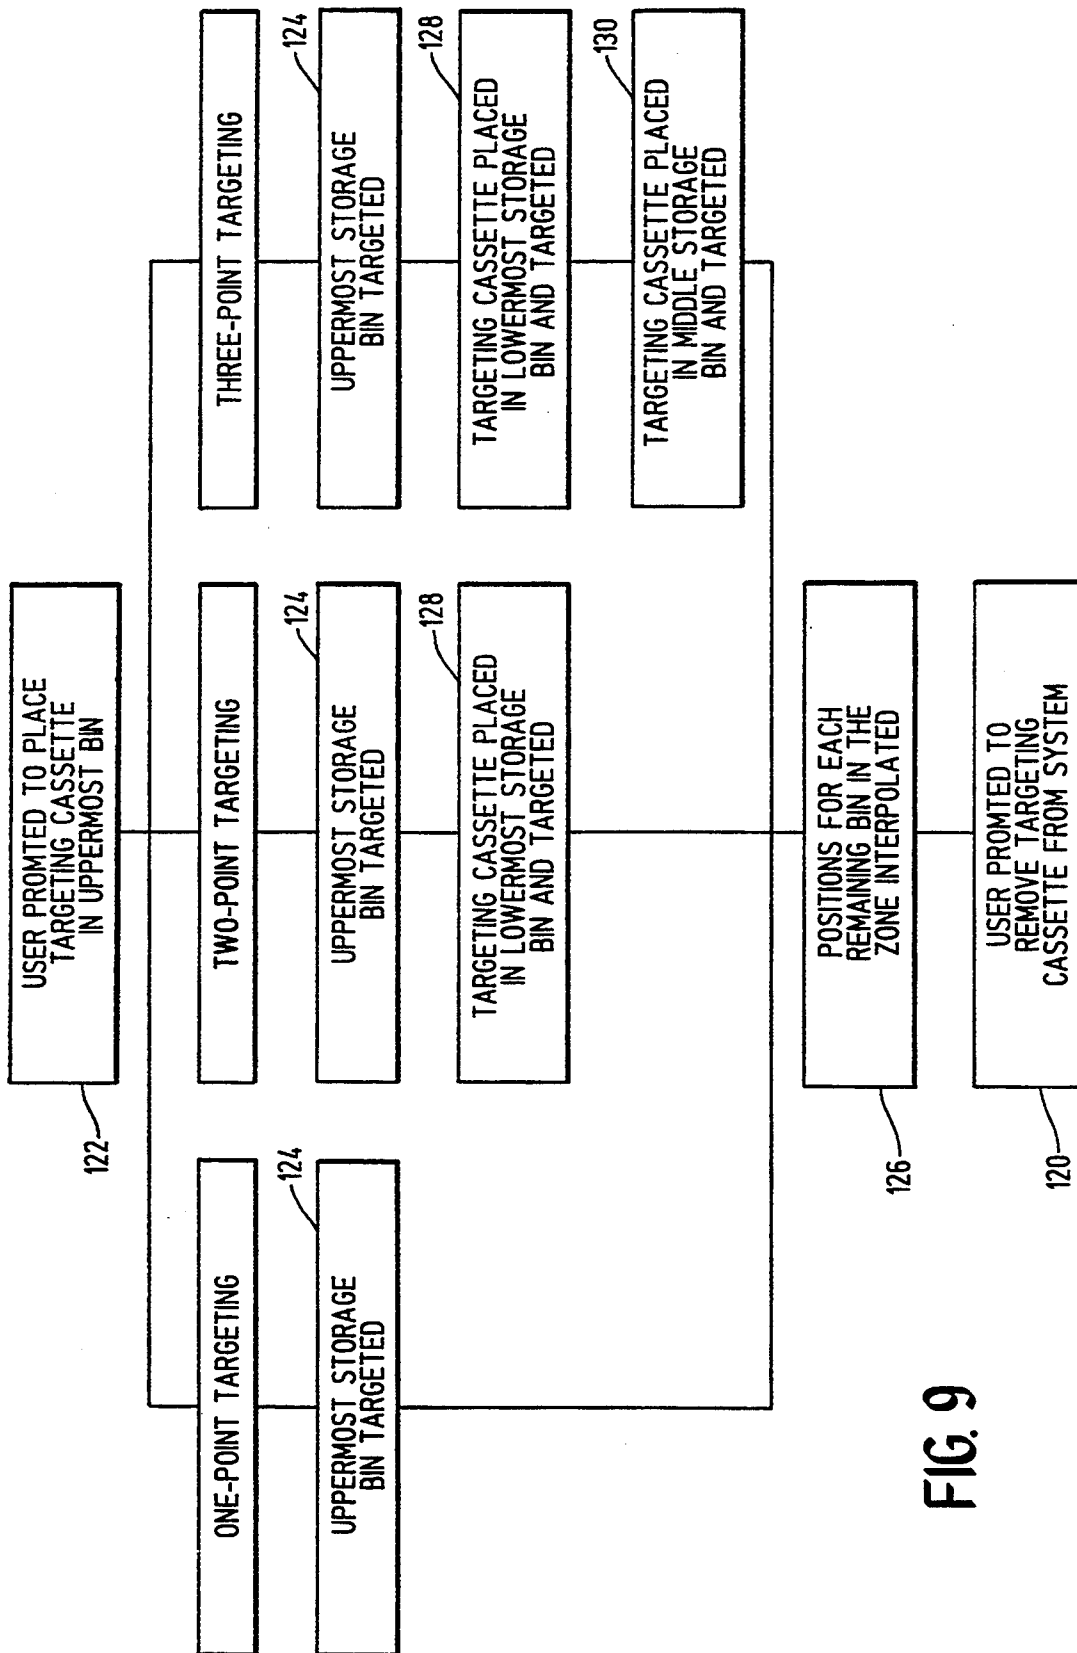 USER PROMTED TO PLACE
TARGETING CASSETTE
IN UPPERMOST BIN
122
ONE-POINT TARGETING
124
UPPERMOST STORAGE
BIN TARGETED
TWO-POINT TARGETING
124
UPPERMOST STORAGE
BIN TARGETED
128
TARGETING CASSETTE PLACED
IN LOWERMOST STORAGE
BIN AND TARGETED
THREE-POINT TARGETING
124
UPPERMOST STORAGE
BIN TARGETED
128
TARGETING CASSETTE PLACED
IN LOWERMOST STORAGE
BIN AND TARGETED
130
TARGETING CASSETTE PLACED
IN MIDDLE STORAGE
BIN AND TARGETED
POSITIONS FOR EACH
REMAINING BIN IN THE
ZONE INTERPOLATED
126
USER PROMTED TO
REMOVE TARGETING
CASSETTE FROM SYSTEM
120
FIG. 9